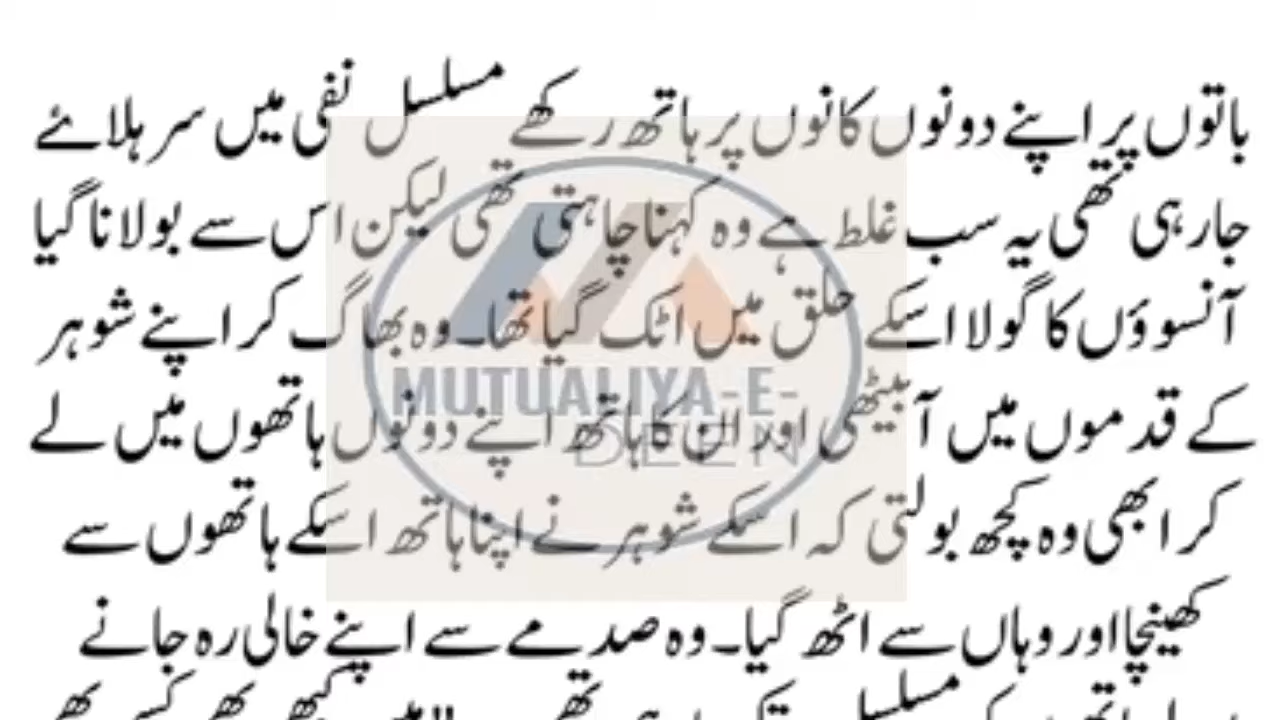 باتوں پر اپنے دونوں کانوں پر ہاتھ رکھے مسلسل نفی میں سر ہلائے
جارہی تھی یہ سب غلط ہے وہ کہنا چاہتی تھی لیکن اس سے بولا نا گیا
آنسوؤں کا گولا اسکے حلق میں اٹک گیا تھا۔ وہ بھاگ کر اپنے شوہر
کے قدموں میں آ بیٹھی اور ان کا ہاتھ اپنے دونوں ہاتھوں میں لے
MUTUALIYA-E-
DEEN
کر ابھی وہ کچھ بولتی کہ اسکے شوہر نے اپنا ہاتھ اسکے ہاتھوں سے
کھینچا اور وہاں سے اٹھ گیا۔ وہ صدمے سے اپنے خالی رہ جانے
مسلسل